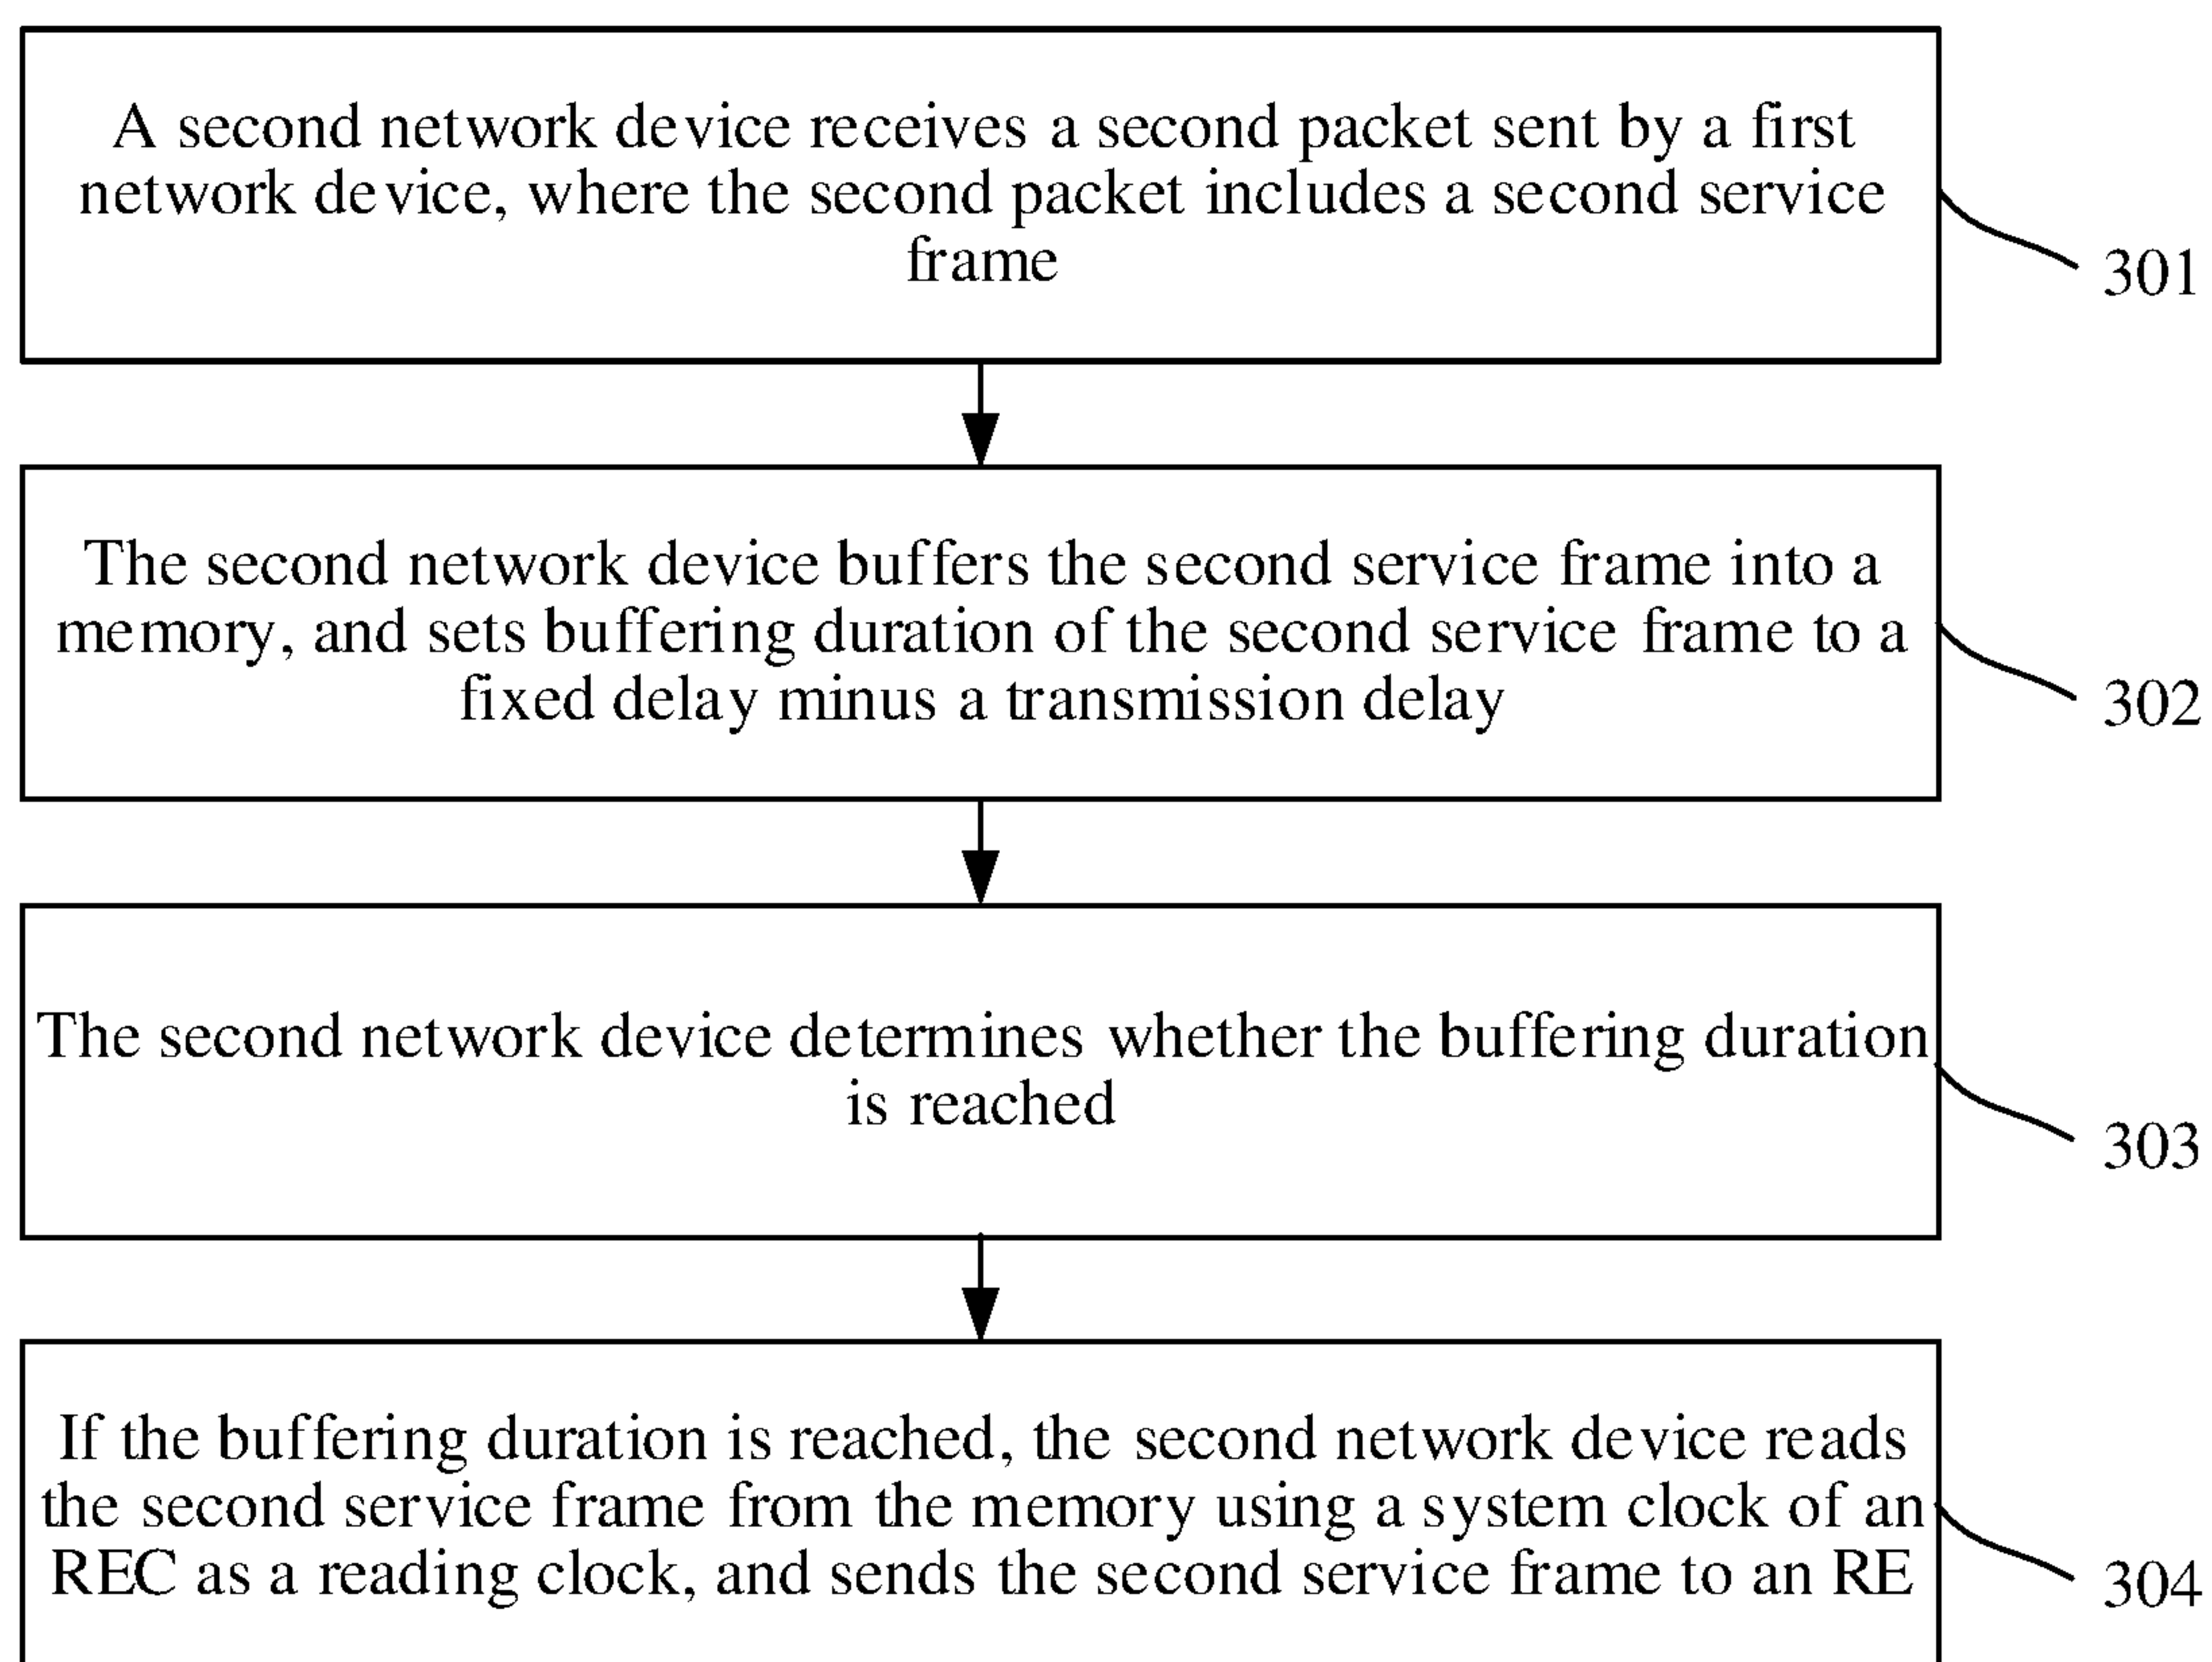 A second network device receives a second packet sent by a first
network device, where the second packet includes a second service
frame
301
The second network device buffers the second service frame into a
memory, and sets buffering duration of the second service frame to a
fixed delay minus a transmission delay
302
The second network device determines whether the buffering duration
is reached
303
If the buffering duration is reached, the second network device reads
the second service frame from the memory using a system clock of an
REC as a reading clock, and sends the second service frame to an RE
304